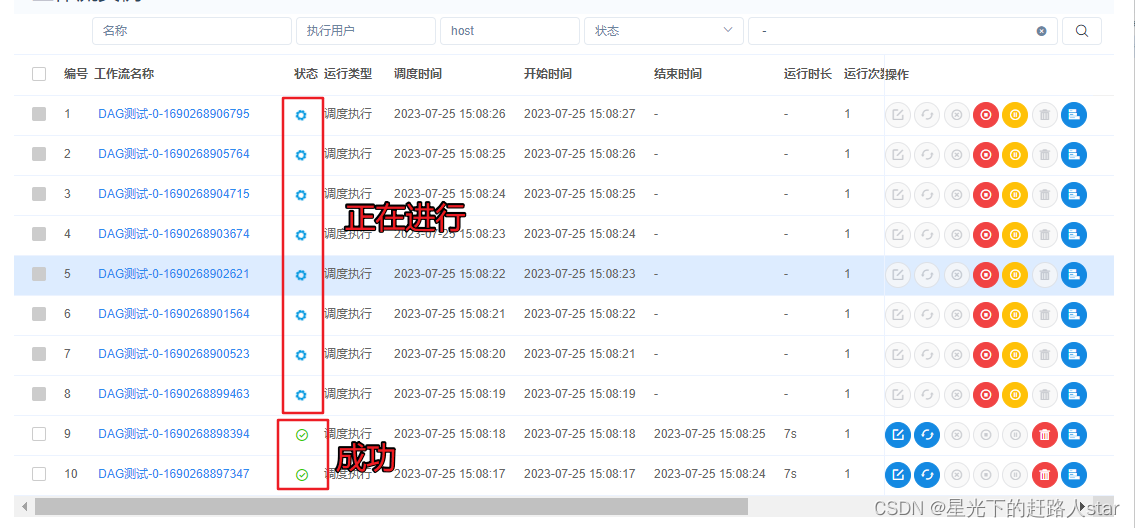 名称 执行用户 host 状态 -
编号 工作流名称 状态 运行类型 调度时间 开始时间 结束时间 运行时长 运行次 操作
1 DAG测试-0-1690268906795 调度执行 2023-07-25 15:08:26 2023-07-25 15:08:27 - - 1
2 DAG测试-0-1690268905764 调度执行 2023-07-25 15:08:25 2023-07-25 15:08:26 - - 1
3 DAG测试-0-1690268904715 调度执行 2023-07-25 15:08:24 2023-07-25 15:08:25 - - 1
正在进行
4 DAG测试-0-1690268903674 调度执行 2023-07-25 15:08:23 2023-07-25 15:08:24 - - 1
5 DAG测试-0-1690268902621 调度执行 2023-07-25 15:08:22 2023-07-25 15:08:23 - - 1
6 DAG测试-0-1690268901564 调度执行 2023-07-25 15:08:21 2023-07-25 15:08:22 - - 1
7 DAG测试-0-1690268900523 调度执行 2023-07-25 15:08:20 2023-07-25 15:08:21 - - 1
8 DAG测试-0-1690268899463 调度执行 2023-07-25 15:08:19 2023-07-25 15:08:19 - - 1
9 DAG测试-0-1690268898394 调度执行 2023-07-25 15:08:18 2023-07-25 15:08:18 2023-07-25 15:08:25 7s 1
成功
10 DAG测试-0-1690268897347 调度执行 2023-07-25 15:08:17 2023-07-25 15:08:17 2023-07-25 15:08:24 7s 1
CSDN @星光下的赶路人star